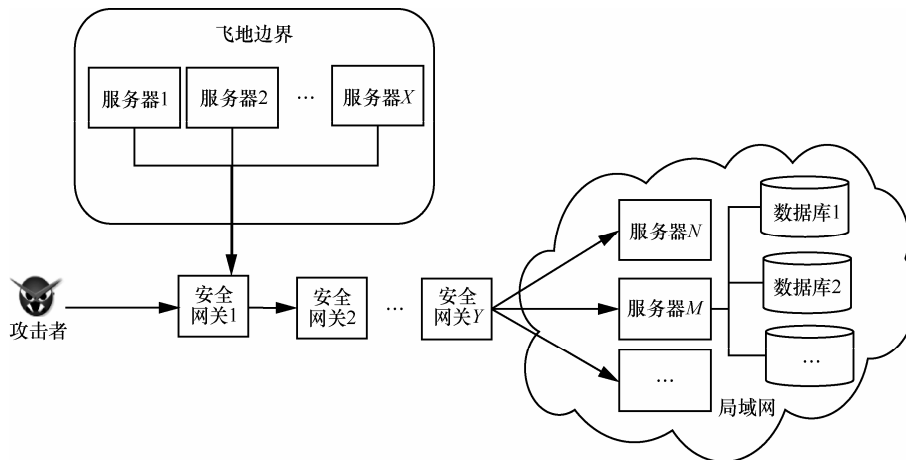 飞地边界
服务器1
服务器2
…
服务器X
攻击者
安全
网关1
安全
网关2
…
安全
网关Y
服务器N
服务器M
…
数据库1
数据库2
…
局域网